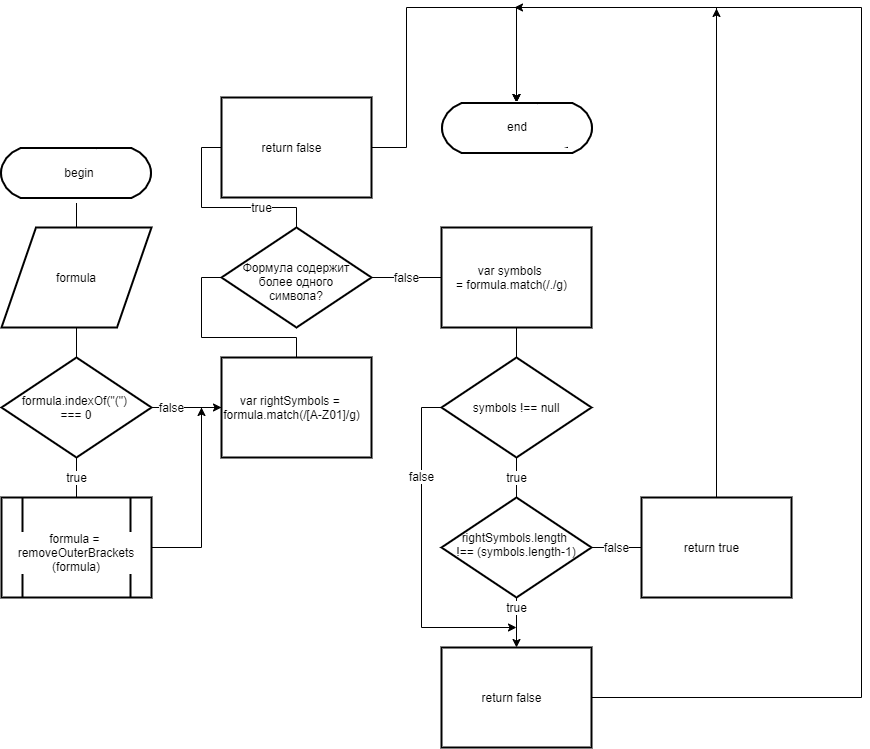 begin
formula
formula.indexOf("(")
=== 0
false
true
formula =
removeOuterBrackets
(formula)
var rightSymbols =
formula.match(/[A-Z01]/g)
Формула содержит
более одного
символа?
true
return false
false
var symbols
= formula.match(/./g)
symbols !== null
false
true
rightSymbol.length
!== (symbols.length-1)
false
return true
true
return false
end